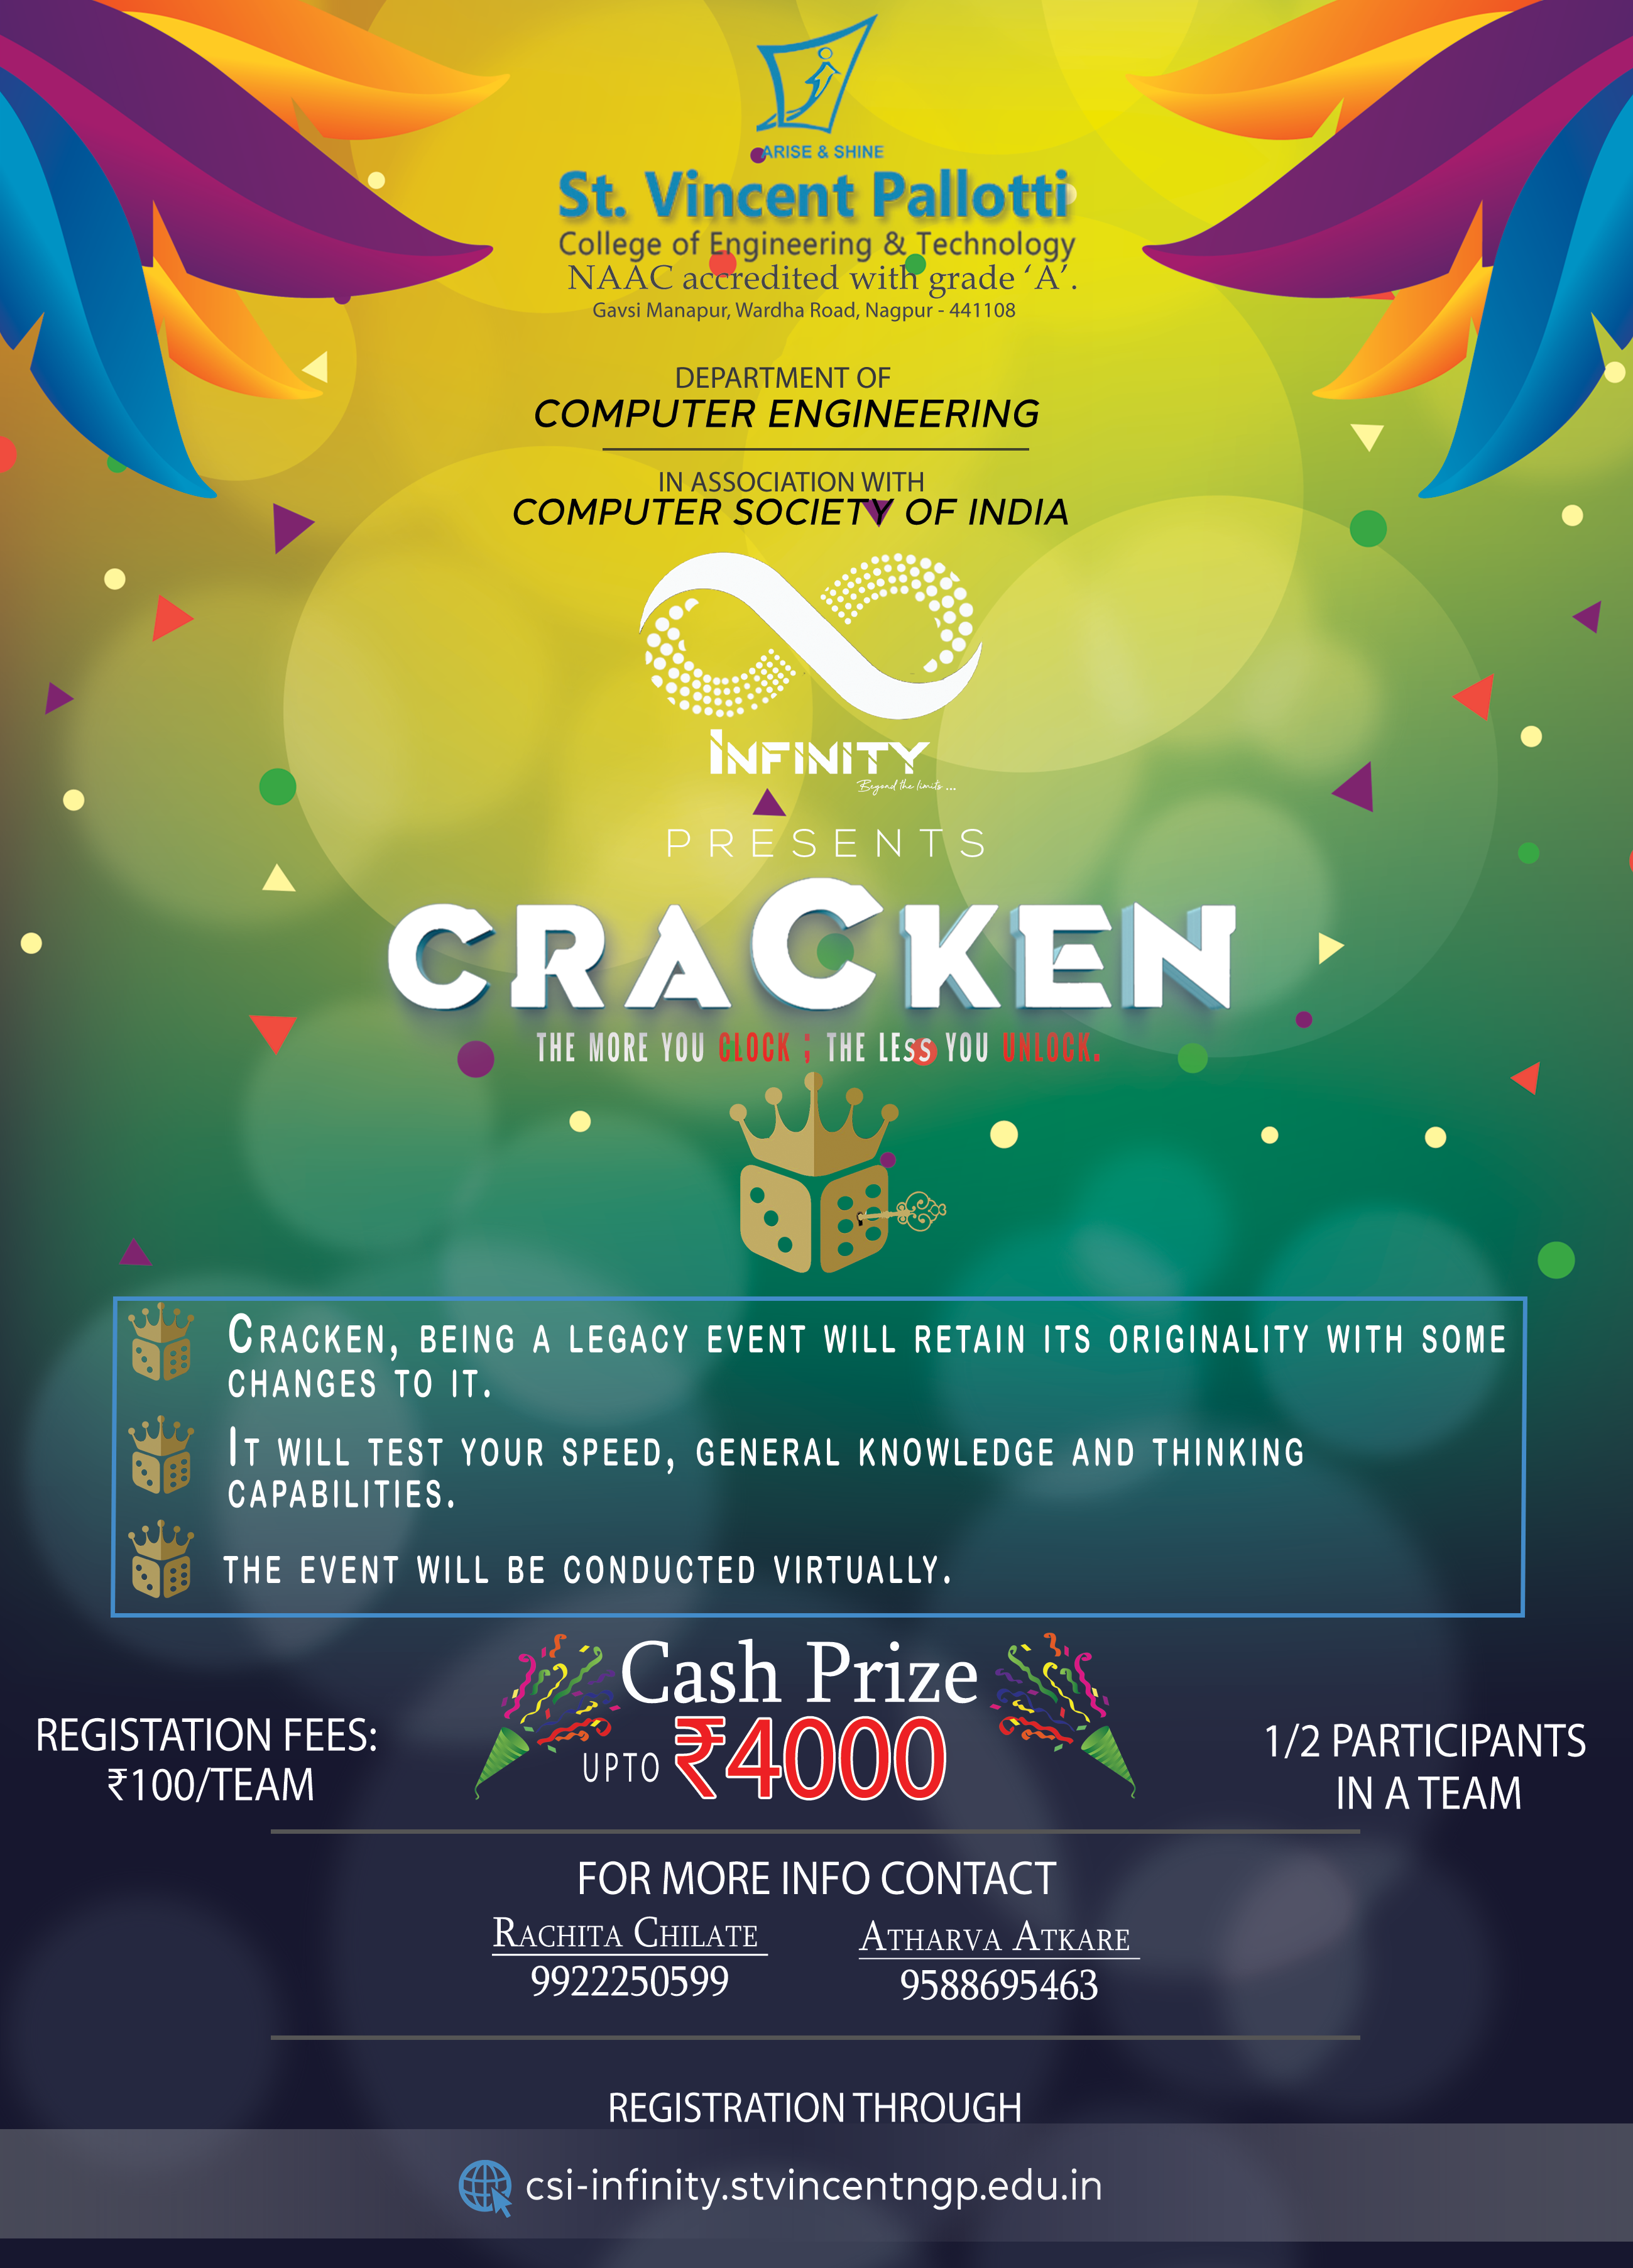 ARISE & SHINE
St. Vincent Pallotti
College of Engineering & Technology
NAAC accredited with grade ‘A’.
Gavsi Manapur, Wardha Road, Nagpur - 441108
DEPARTMENT OF
COMPUTER ENGINEERING
IN ASSOCIATION WITH
COMPUTER SOCIETY OF INDIA
INFINITY
Beyond the limits ...
PRESENTS
CRACKEN
THE MORE YOU CLOCK ; THE LESS YOU UNLOCK.
CRACKEN, BEING A LEGACY EVENT WILL RETAIN ITS ORIGINALITY WITH SOME
CHANGES TO IT.
IT WILL TEST YOUR SPEED, GENERAL KNOWLEDGE AND THINKING
CAPABILITIES.
THE EVENT WILL BE CONDUCTED VIRTUALLY.
Cash Prize
UPTO ₹4000
REGISTATION FEES:
₹100/TEAM
1/2 PARTICIPANTS
IN A TEAM
FOR MORE INFO CONTACT
RACHITA CHILATE
9922250599
ATHARVA ATKARE
9588695463
REGISTRATION THROUGH
csi-infinity.stvincentngp.edu.in